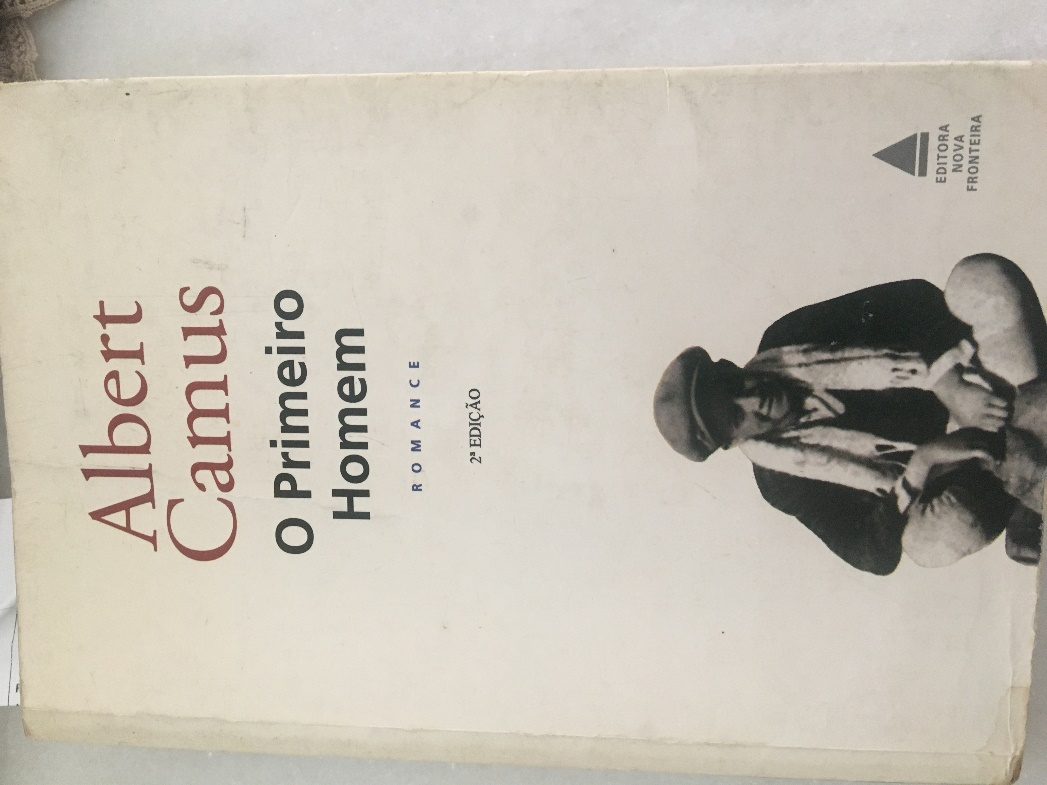 Albert
Camus
O Primeiro
Homem
ROMANCE
2ª EDIÇÃO
EDITORA
NOVA
FRONTEIRA